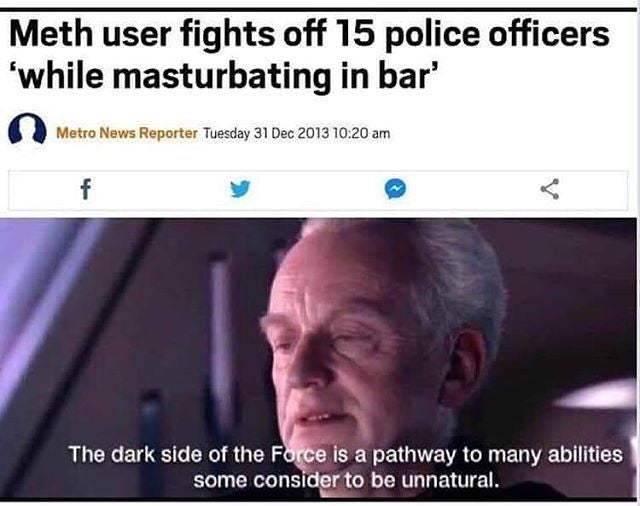 Meth user fights off 15 police officers
‘while masturbating in bar’
Metro News Reporter Tuesday 31 Dec 2013 10:20 am
The dark side of the Force is a pathway to many abilities
some consider to be unnatural.